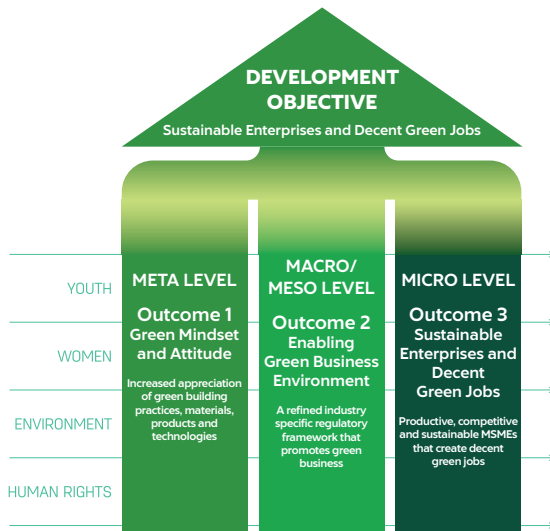 DEVELOPMENT
OBJECTIVE
Sustainable Enterprises and Decent Green Jobs
YOUTH
WOMEN
ENVIRONMENT
HUMAN RIGHTS
META LEVEL
Outcome 1
Green Mindset
and Attitude
Increased appreciation
of green building
practices, materials,
products and
technologies
MACRO/
MESO LEVEL
Outcome 2
Enabling
Green Business
Environment
A refined industry
specific regulatory
framework that
promotes green
business
MICRO LEVEL
Outcome 3
Sustainable
Enterprises and
Decent
Green Jobs
Productive, competitive
and sustainable MSMEs
that create decent
green jobs